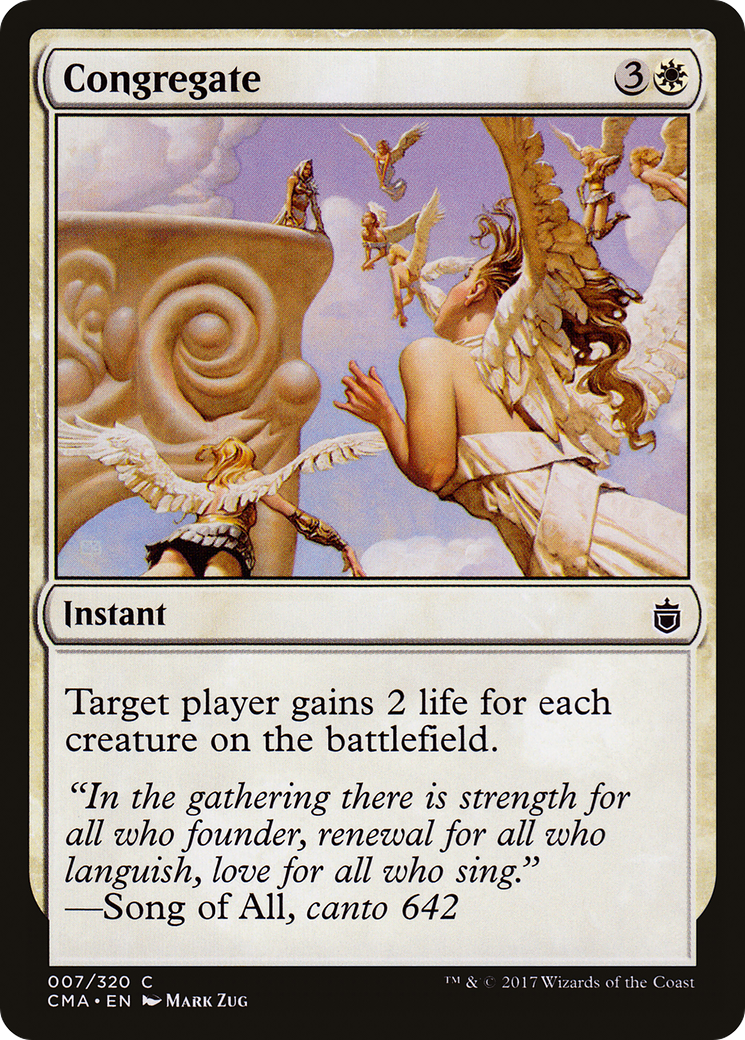 Congregate
3
Instant
Target player gains 2 life for each
creature on the battlefield.
“In the gathering there is strength for
all who founder, renewal for all who
languish, love for all who sing.”
—Song of All, canto 642
007/320 C
CMA • EN Mark Zug
™ & © 2017 Wizards of the Coast